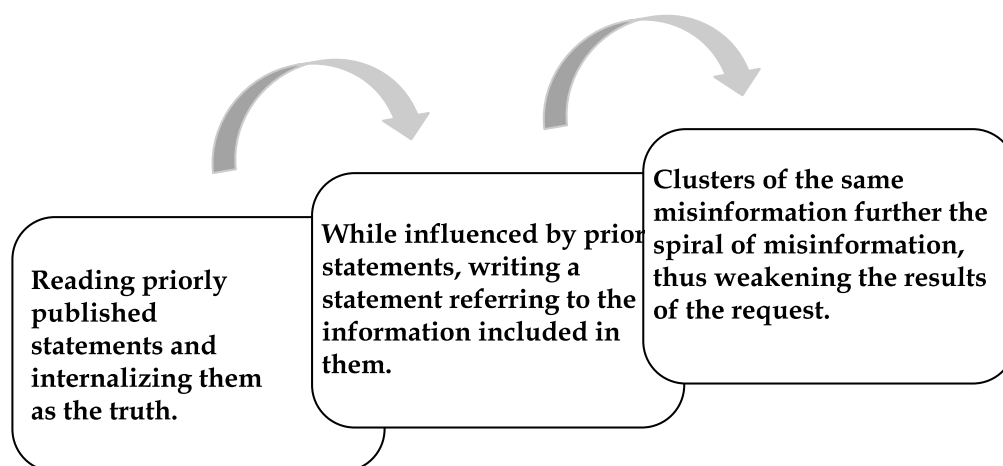 Reading priorly
published
statements and
internalizing them
as the truth.
While influenced by prior
statements, writing a
statement referring to the
information included in
them.
Clusters of the same
misinformation further the
spiral of misinformation,
thus weakening the results
of the request.